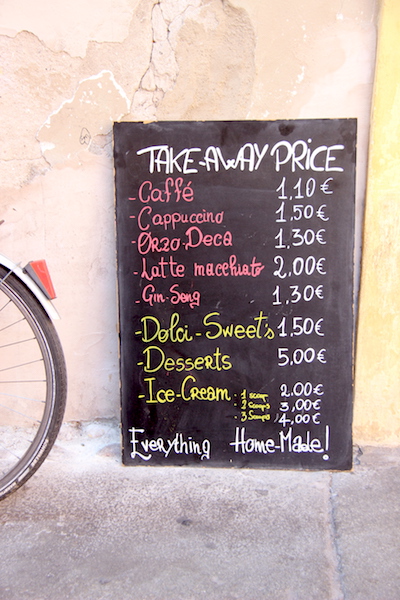 TAKE-AWAY PRICE
-Caffé 1,10€
-Cappuccino 1.50€
-Orzo-Deca 1,30€
-Latte macchiato 2,00€
-Gin-Seng 1,30€
-Dolci-Sweet's 1.50€
-Desserts 5,00€
-Ice-Cream · 1 scoop 2,00€
· 2 Scoops 3,00€
· 3 Scoops 4,00€
Everything Home-Made!